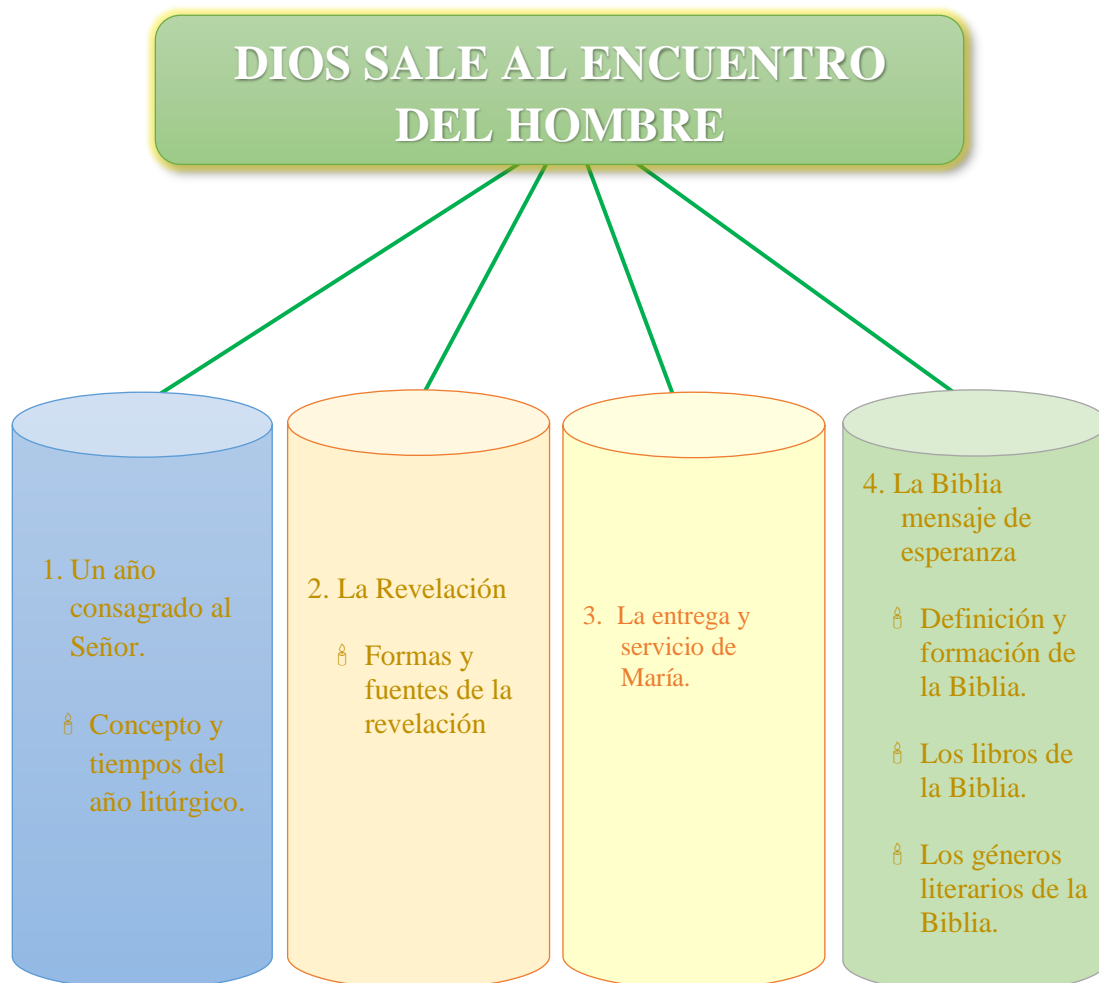 DIOS SALE AL ENCUENTRO
DEL HOMBRE
1. Un año
consagrado al
Señor.
Concepto y
tiempos del
año litúrgico.
2. La Revelación
Formas y
fuentes de la
revelación
3. La entrega y
servicio de
María.
4. La Biblia
mensaje de
esperanza
Definición y
formación de
la Biblia.
Los libros de
la Biblia.
Los géneros
literarios de la
Biblia.